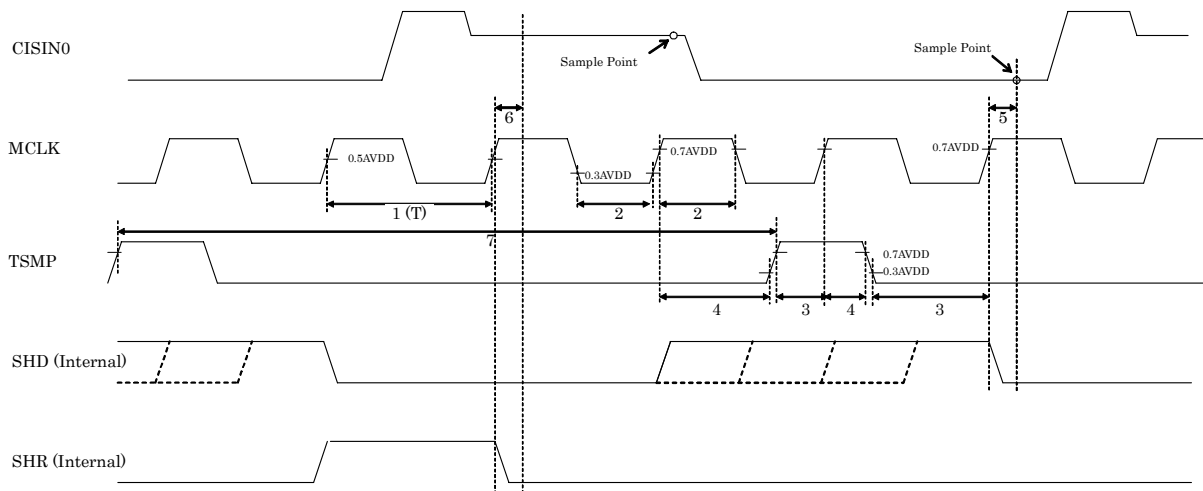 CISIN0
Sample Point
Sample Point
6
5
MCLK
0.5AVDD
0.3AVDD
0.7AVDD
0.7AVDD
1 (T)
2
2
7
TSMP
0.7AVDD
0.3AVDD
4
3
4
3
SHD (Internal)
SHR (Internal)